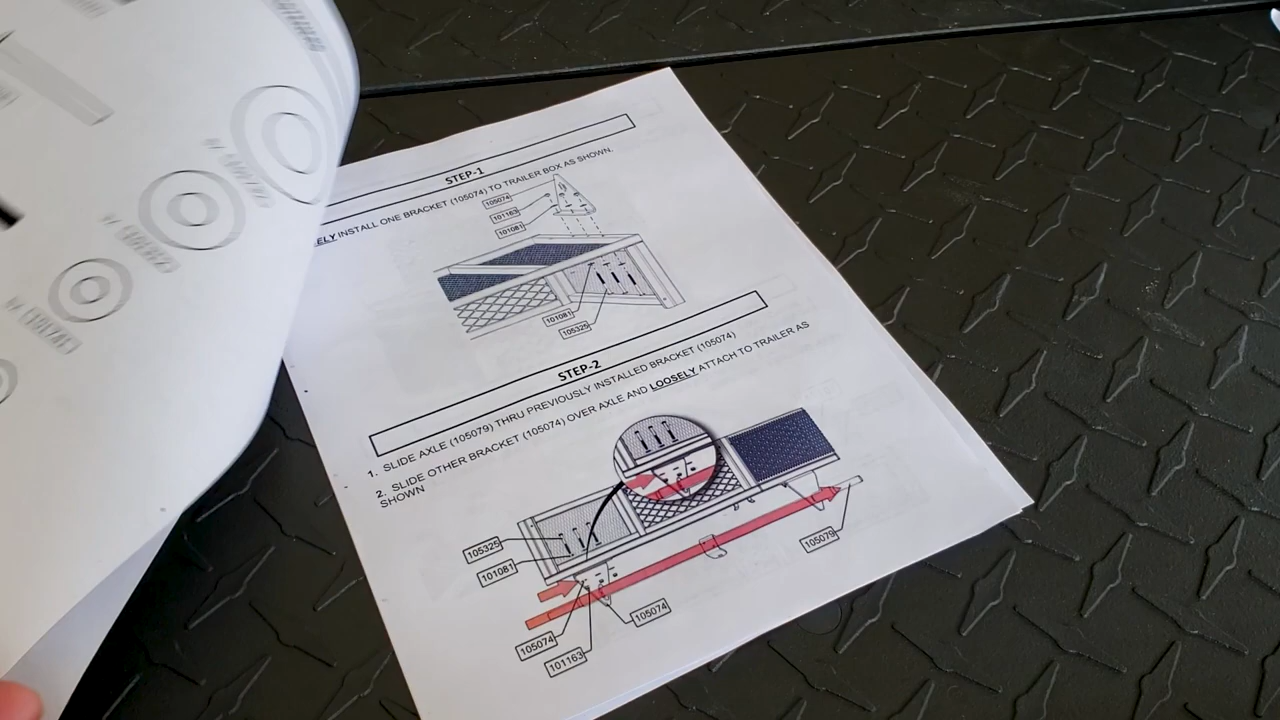 STEP-1
ELY INSTALL ONE BRACKET (105074) TO TRAILER BOX AS SHOWN.
105074
101163
101081
101081
105325
STEP-2
1. SLIDE AXLE (105079) THRU PREVIOUSLY INSTALLED BRACKET (105074)
2. SLIDE OTHER BRACKET (105074) OVER AXLE AND LOOSELY ATTACH TO TRAILER AS
SHOWN
105325
101081
105079
105074
105074
101163